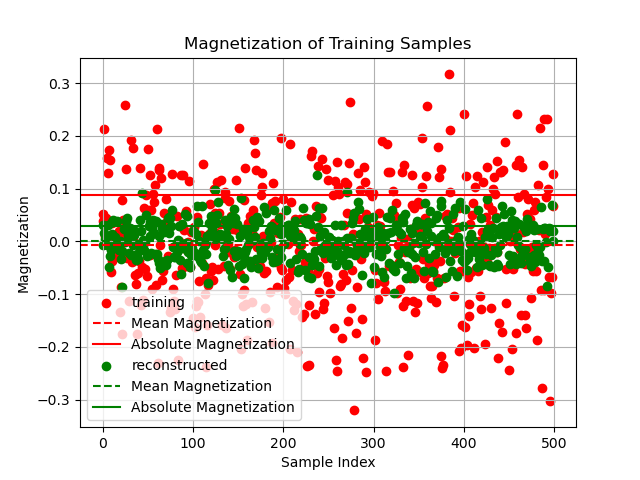 Magnetization of Training Samples
Magnetization
0.3
0.2
0.1
0.0
−0.1
−0.2
−0.3
training
Mean Magnetization
Absolute Magnetization
reconstructed
Mean Magnetization
Absolute Magnetization
0 100 200 300 400 500
Sample Index